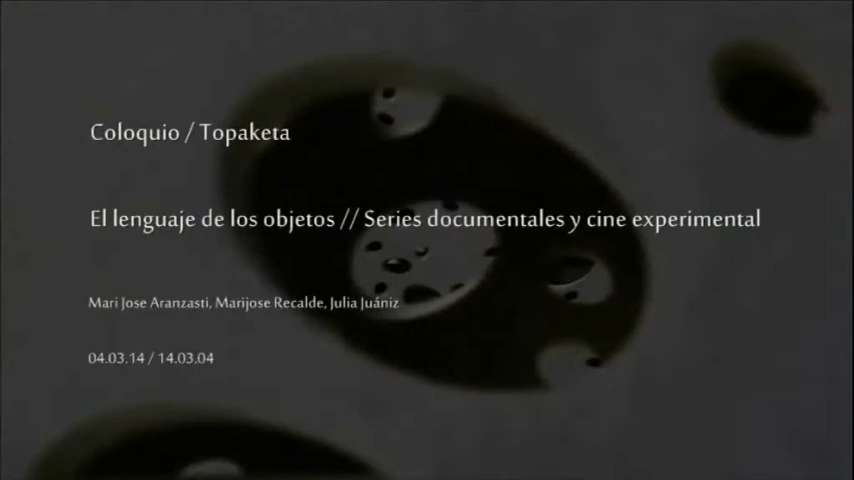 Coloquio / Topaketa
El lenguaje de los objetos // Series documentales y cine experimental
Mari Jose Aranzasti, Marijose Recalde, Julia Juániz
04.03.14 / 14.03.04